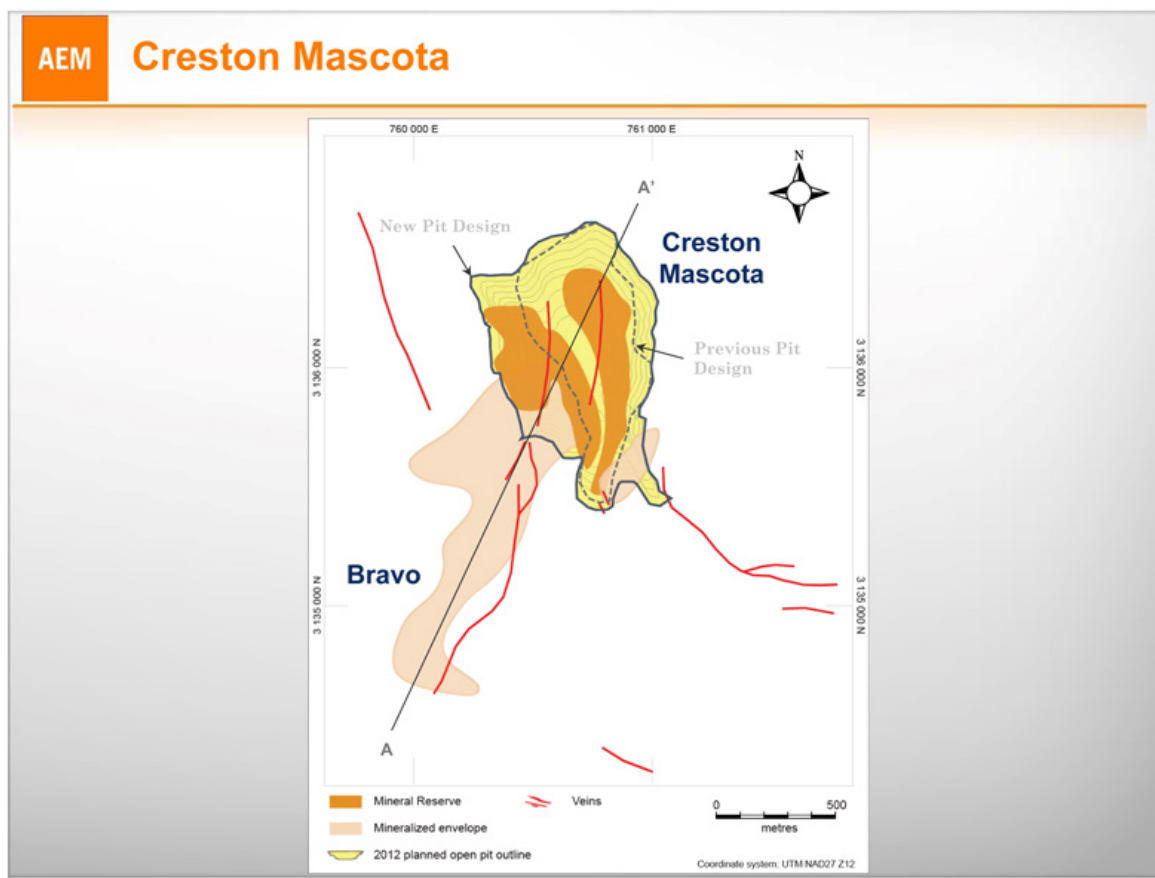 AEM
Creston Mascota
760 000 E
761 000 E
N
A'
New Pit Design
Creston
Mascota
3 136 000 N
3 136 000 N
Previous Pit
Design
Bravo
3 135 000 N
3 135 000 N
A
Mineral Reserve
Veins
Mineralized envelope
2012 planned open pit outline
0
500
metres
Coordinate system: UTM NAD27 Z12